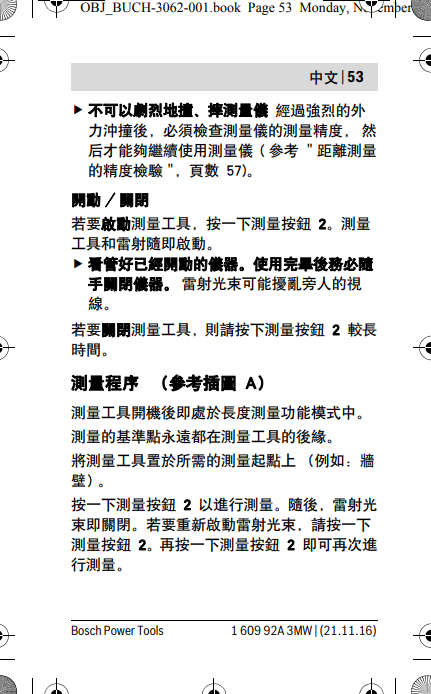 OBJ_BUCH-3062-001.book Page 53 Monday, November
中文 | 53
▶ 不可以劇烈地撞、摔測量儀 經過強烈的外
力沖撞後，必須檢查測量儀的測量精度， 然
后才能夠繼續使用測量儀 ( 參考 " 距離測量
的精度檢驗 "，頁數 57)。
開動 / 關閉
若要啟動測量工具，按一下測量按鈕 2。測量
工具和雷射隨即啟動。
▶ 看管好已經開動的儀器。使用完畢後務必隨
手關閉儀器。 雷射光束可能擾亂旁人的視
線。
若要關閉測量工具，則請按下測量按鈕 2 較長
時間。
測量程序 （參考插圖 A）
測量工具開機後即處於長度測量功能模式中。
測量的基準點永遠都在測量工具的後緣。
將測量工具置於所需的測量起點上 （例如：牆
壁）。
按一下測量按鈕 2 以進行測量。隨後，雷射光
束即關閉。若要重新啟動雷射光束，請按一下
測量按鈕 2。再按一下測量按鈕 2 即可再次進
行測量。
Bosch Power Tools 1 609 92A 3MW | (21.11.16)